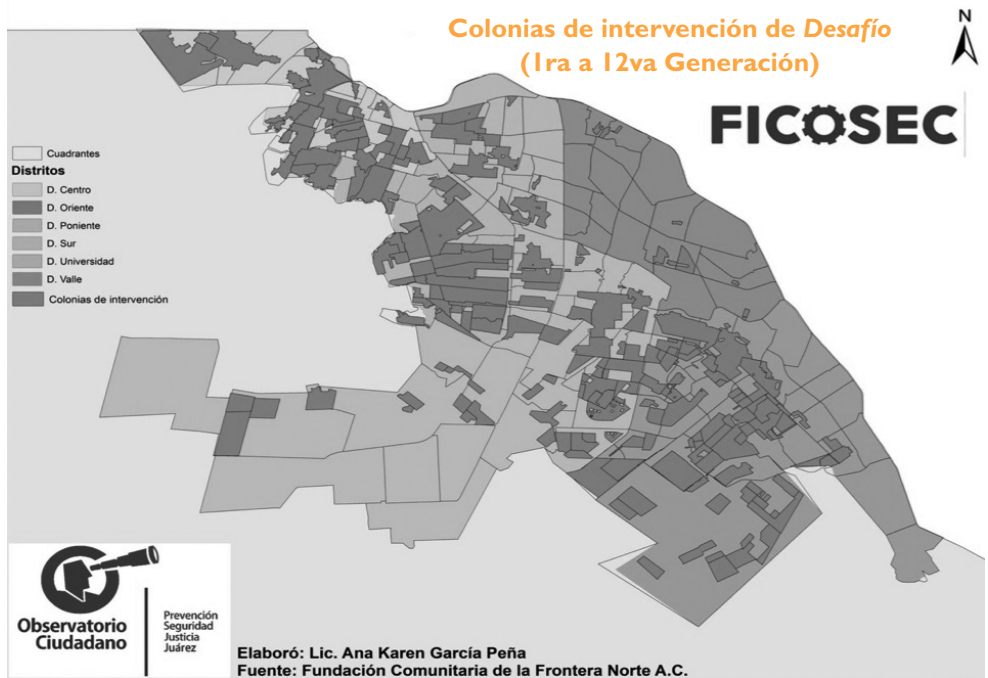 Colonias de intervención de Desafío
(1ra a 12va Generación)
N
FICOSEC
Cuadrantes
Distritos
D. Centro
D. Oriente
D. Poniente
D. Sur
D. Universidad
D. Valle
Colonias de intervención
Observatorio
Ciudadano
Prevención
Seguridad
Justicia
Juárez
Elaboró: Lic. Ana Karen García Peña
Fuente: Fundación Comunitaria de la Frontera Norte A.C.